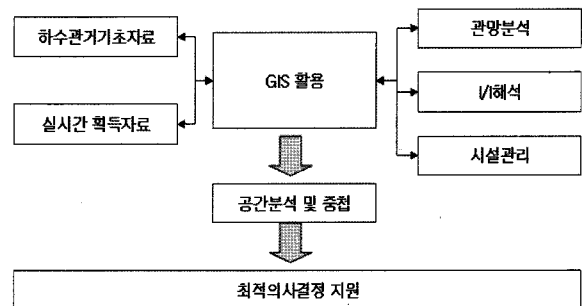 하수관거기초자료
실시간 획득자료
GIS 활용
관망분석
I/I해석
시설관리
공간분석 및 중첩
최적의사결정 지원